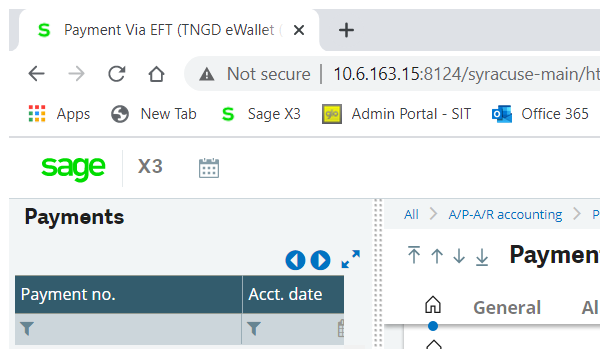 S Payment Via EFT (TNGD eWallet (
Not secure | 10.6.163.15:8124/syracuse-main/ht
Apps New Tab S Sage X3 glo Admin Portal - SIT Office 365
sage X3
Payments
All A/P-A/R accounting P
Paymen
Payment no. Acct. date
General Al